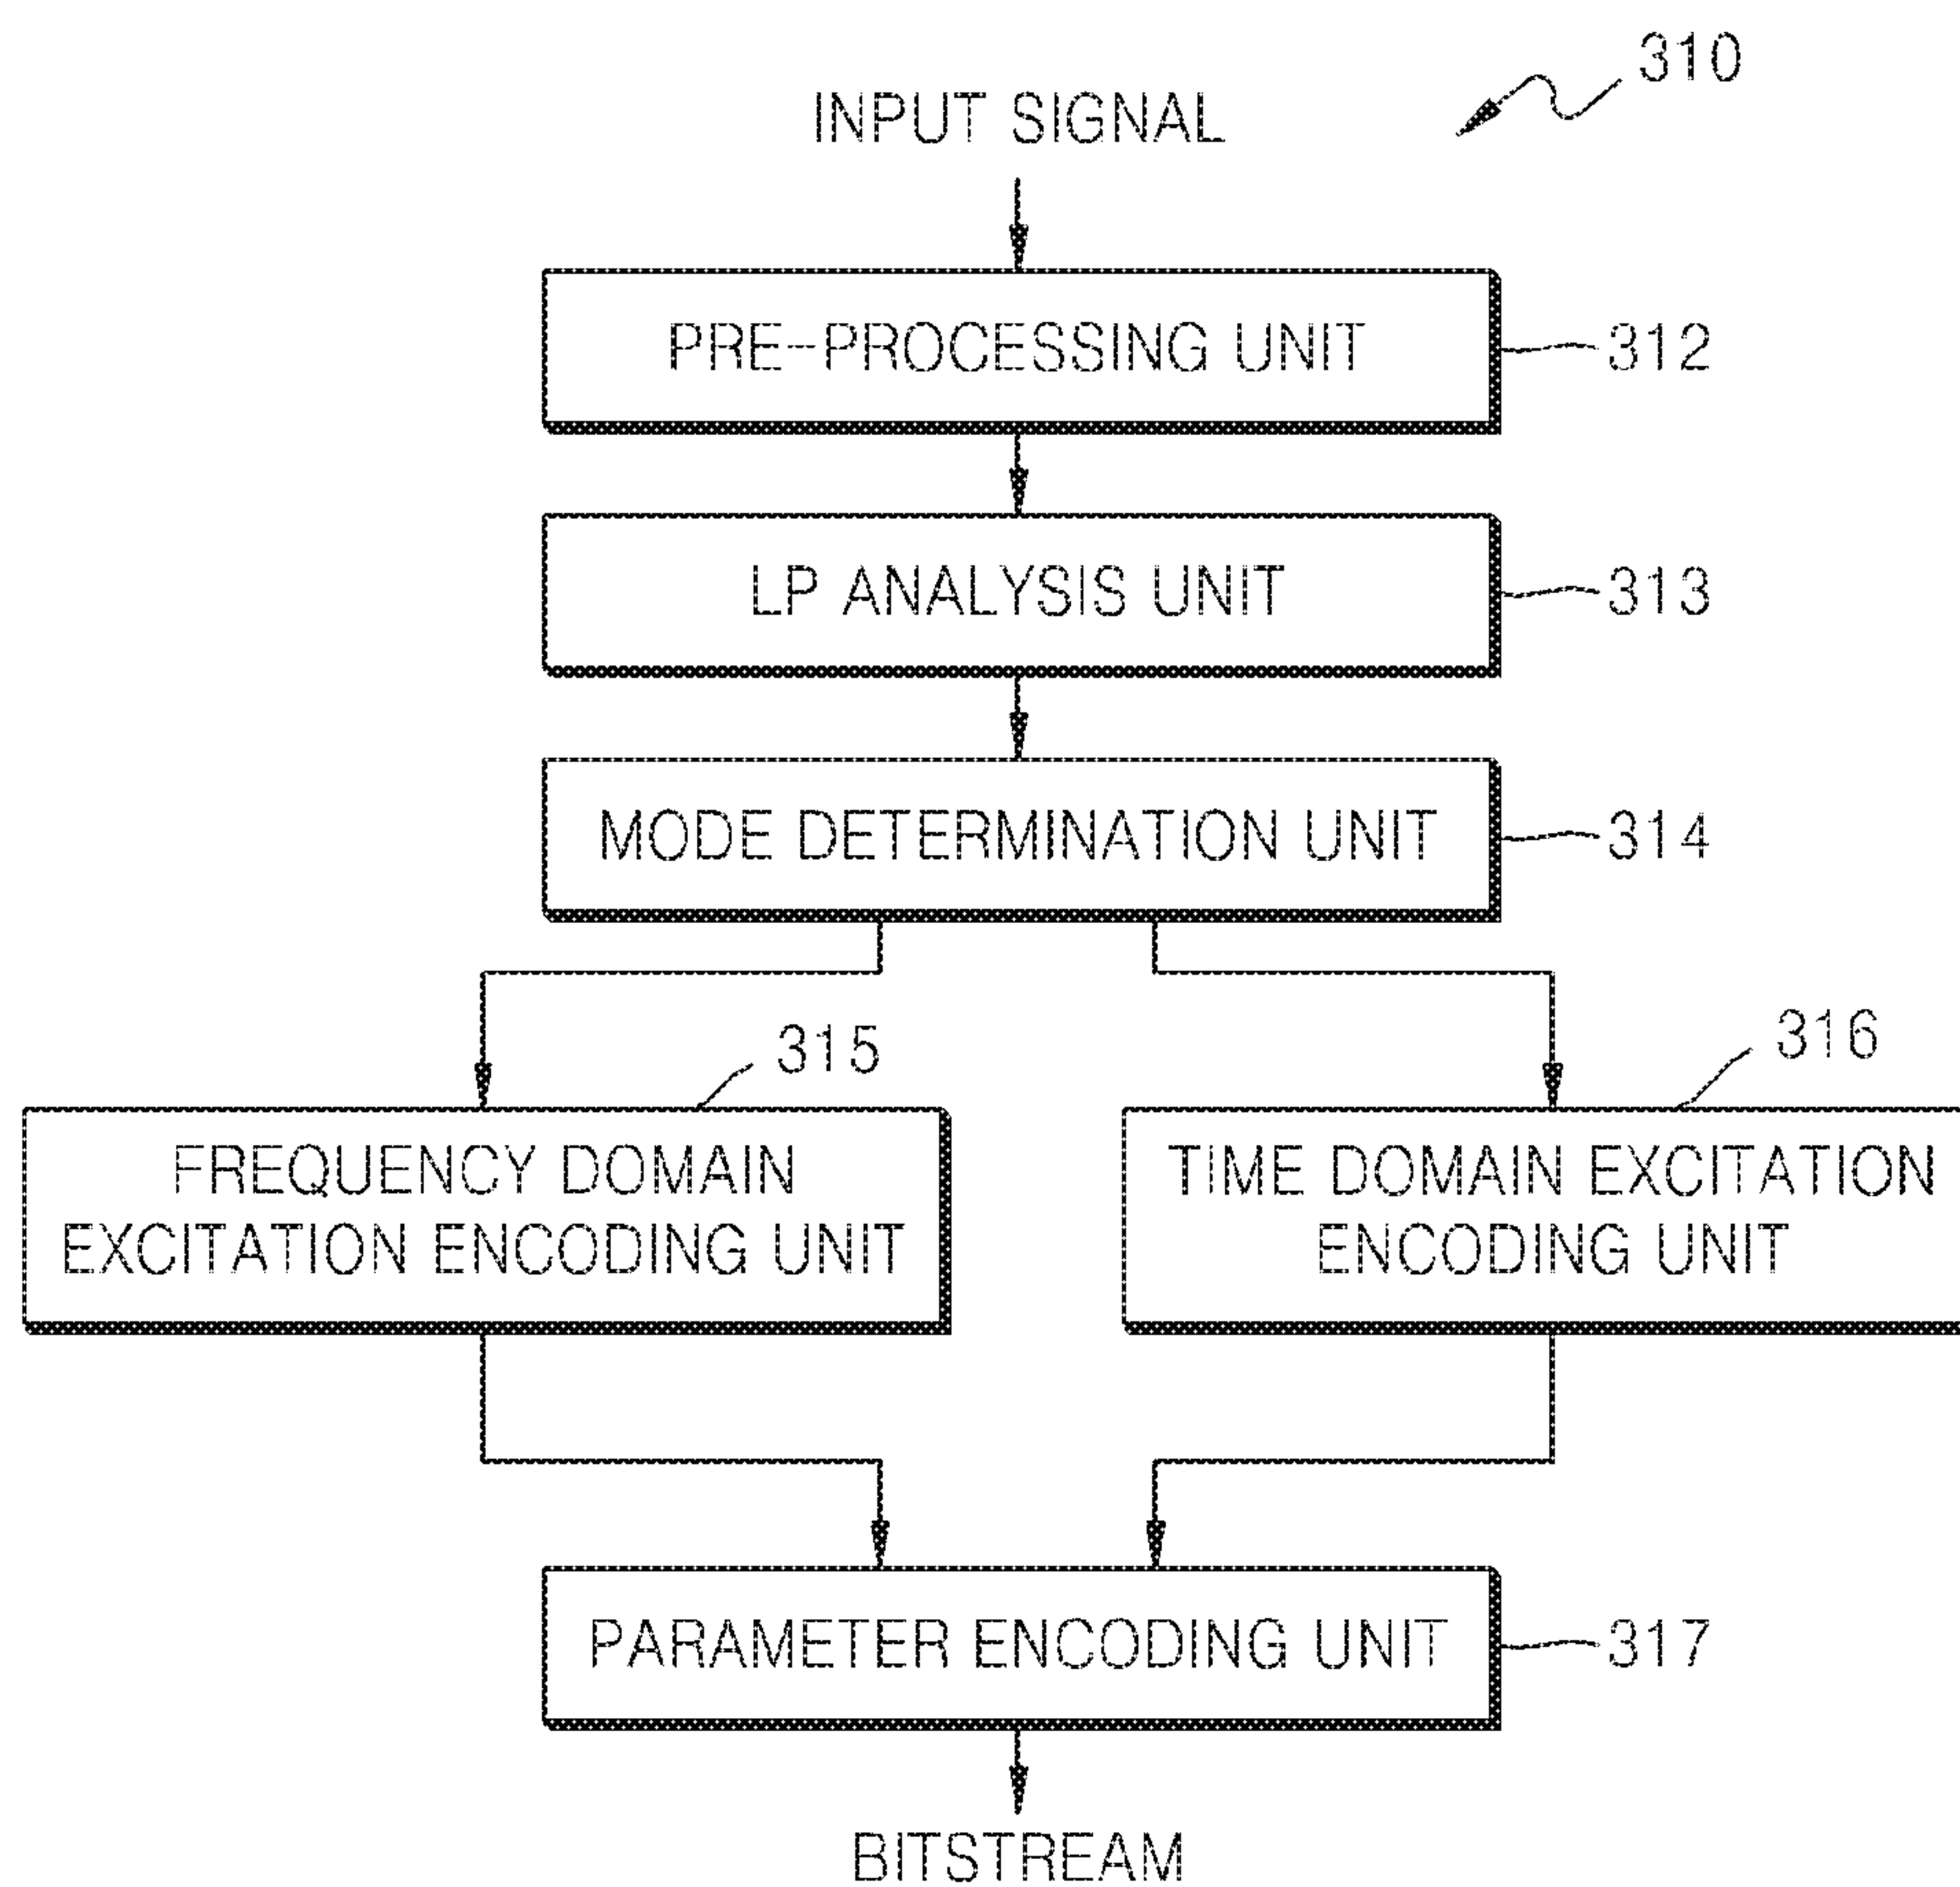 310
INPUT SIGNAL
PRE-PROCESSING UNIT
312
LP ANALYSIS UNIT
313
MODE DETERMINATION UNIT
314
315
316
FREQUENCY DOMAIN
EXCITATION ENCODING UNIT
TIME DOMAIN EXCITATION
ENCODING UNIT
PARAMETER ENCODING UNIT
317
BITSTREAM